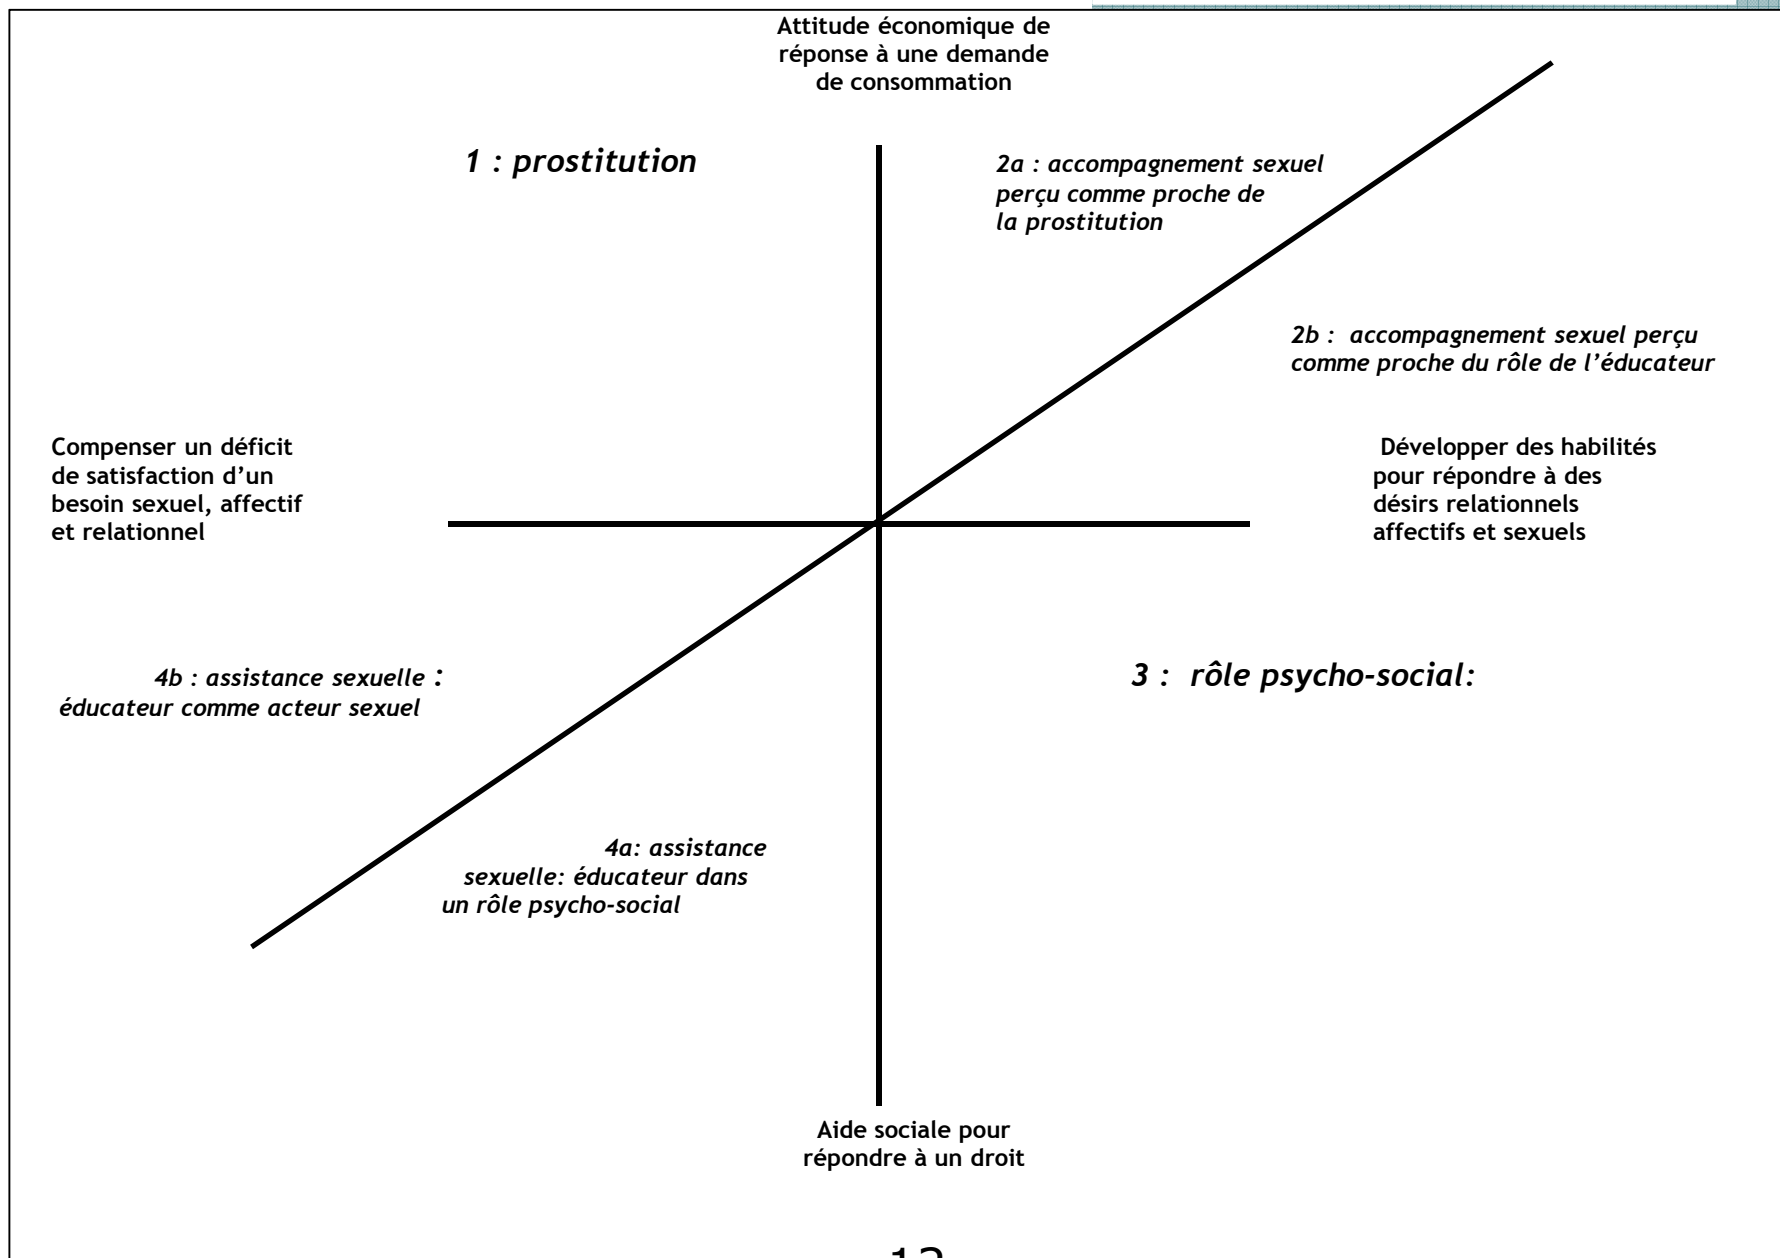 Attitude économique de
réponse à une demande
de consommation
1 : prostitution
2a : accompagnement sexuel
perçu comme proche de
la prostitution
2b : accompagnement sexuel perçu
comme proche du rôle de l'éducateur
Compenser un déficit
de satisfaction d'un
besoin sexuel, affectif
et relationnel
Développer des habilités
pour répondre à des
désirs relationnels
affectifs et sexuels
4b : assistance sexuelle :
éducateur comme acteur sexuel
3 : rôle psycho-social:
4a: assistance
sexuelle: éducateur dans
un rôle psycho-social
Aide sociale pour
répondre à un droit